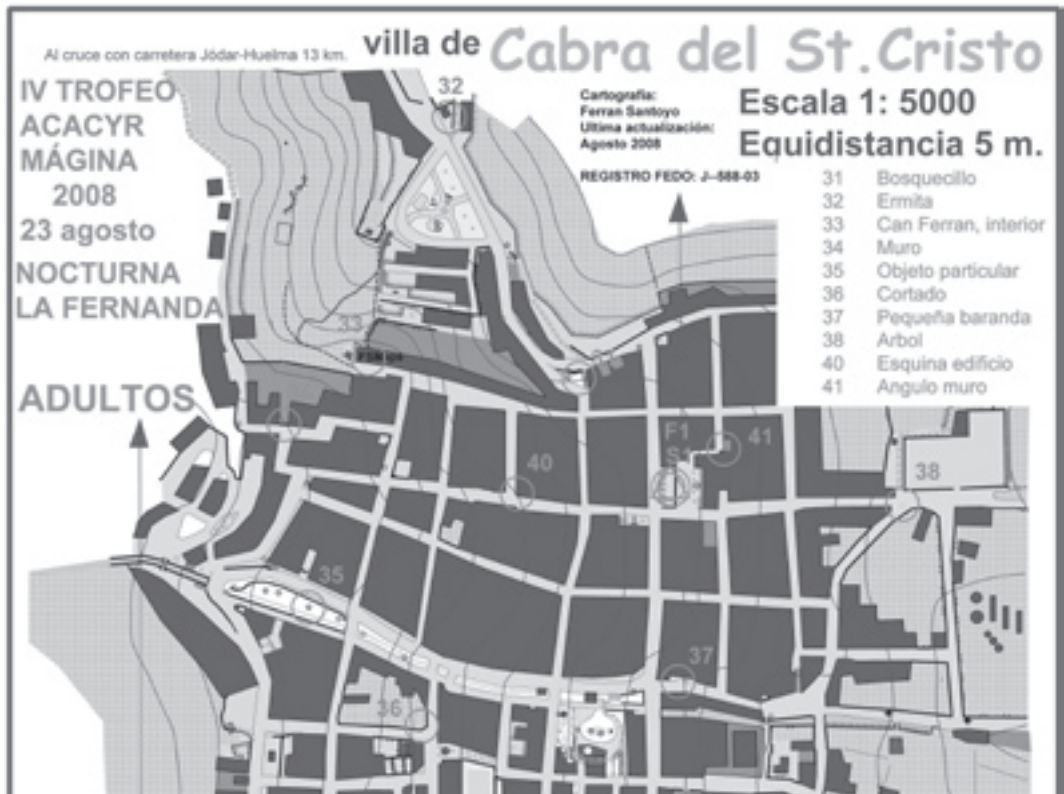 Al cruce con carretera Jódar-Huelma 13 km.
villa de Cabra del St.Cristo
IV TROFEO
ACACYR
MÁGINA
2008
23 agosto
NOCTURNA
LA FERNANDA
ADULTOS
Cartografia:
Ferran Santoyo
Ultima actualización:
Agosto 2008
REGISTRO FEDO: J--588-03
Escala 1: 5000
Equidistancia 5 m.
31 Bosquecillo
32 Ermita
33 Can Ferran, interior
34 Muro
35 Objeto particular
36 Cortado
37 Pequeña baranda
38 Arbol
40 Esquina edificio
41 Angulo muro
32
33
F1
S1
41
40
38
35
37
36